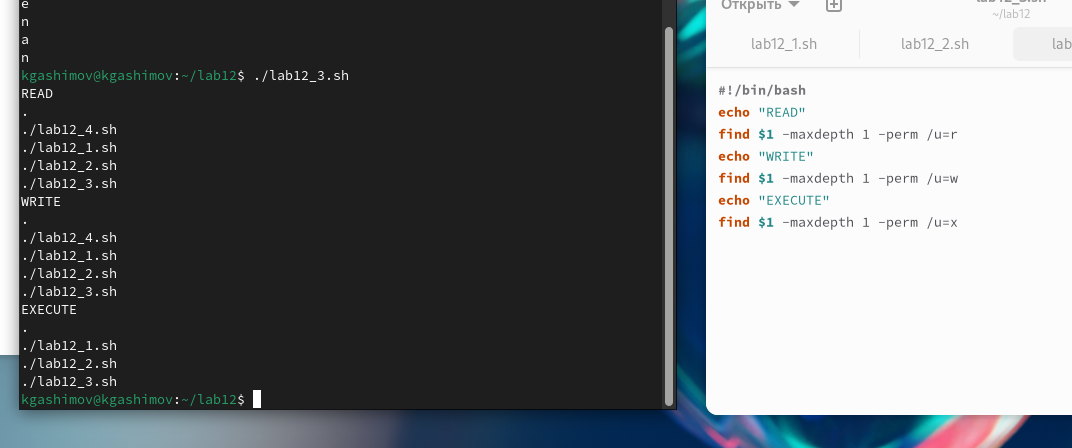 e
n
a
n
kgashimov@kgashimov:~/lab12$ ./lab12_3.sh
READ
.
./lab12_4.sh
./lab12_1.sh
./lab12_2.sh
./lab12_3.sh
WRITE
.
./lab12_4.sh
./lab12_1.sh
./lab12_2.sh
./lab12_3.sh
EXECUTE
.
./lab12_1.sh
./lab12_2.sh
./lab12_3.sh
kgashimov@kgashimov:~/lab12$
Открыть
lab12_3.sh
~/lab12
lab12_1.sh
lab12_2.sh
lab
#!/bin/bash
echo "READ"
find $1 -maxdepth 1 -perm /u=r
echo "WRITE"
find $1 -maxdepth 1 -perm /u=w
echo "EXECUTE"
find $1 -maxdepth 1 -perm /u=x